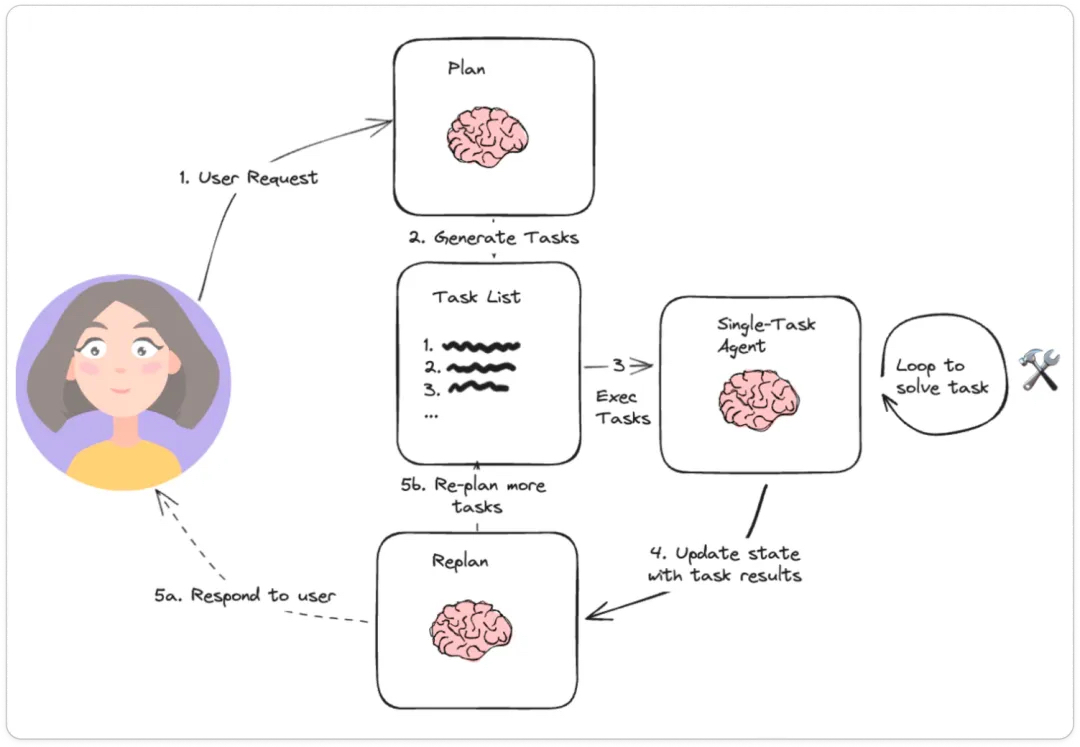 Plan
1. User Request
2. Generate Tasks
Task List
1.
2.
3.
...
3
Exec
Tasks
Single-Task
Agent
Loop to
solve task
4. Update state
with task results
5b. Re-plan more
tasks
Replan
5a. Respond to user